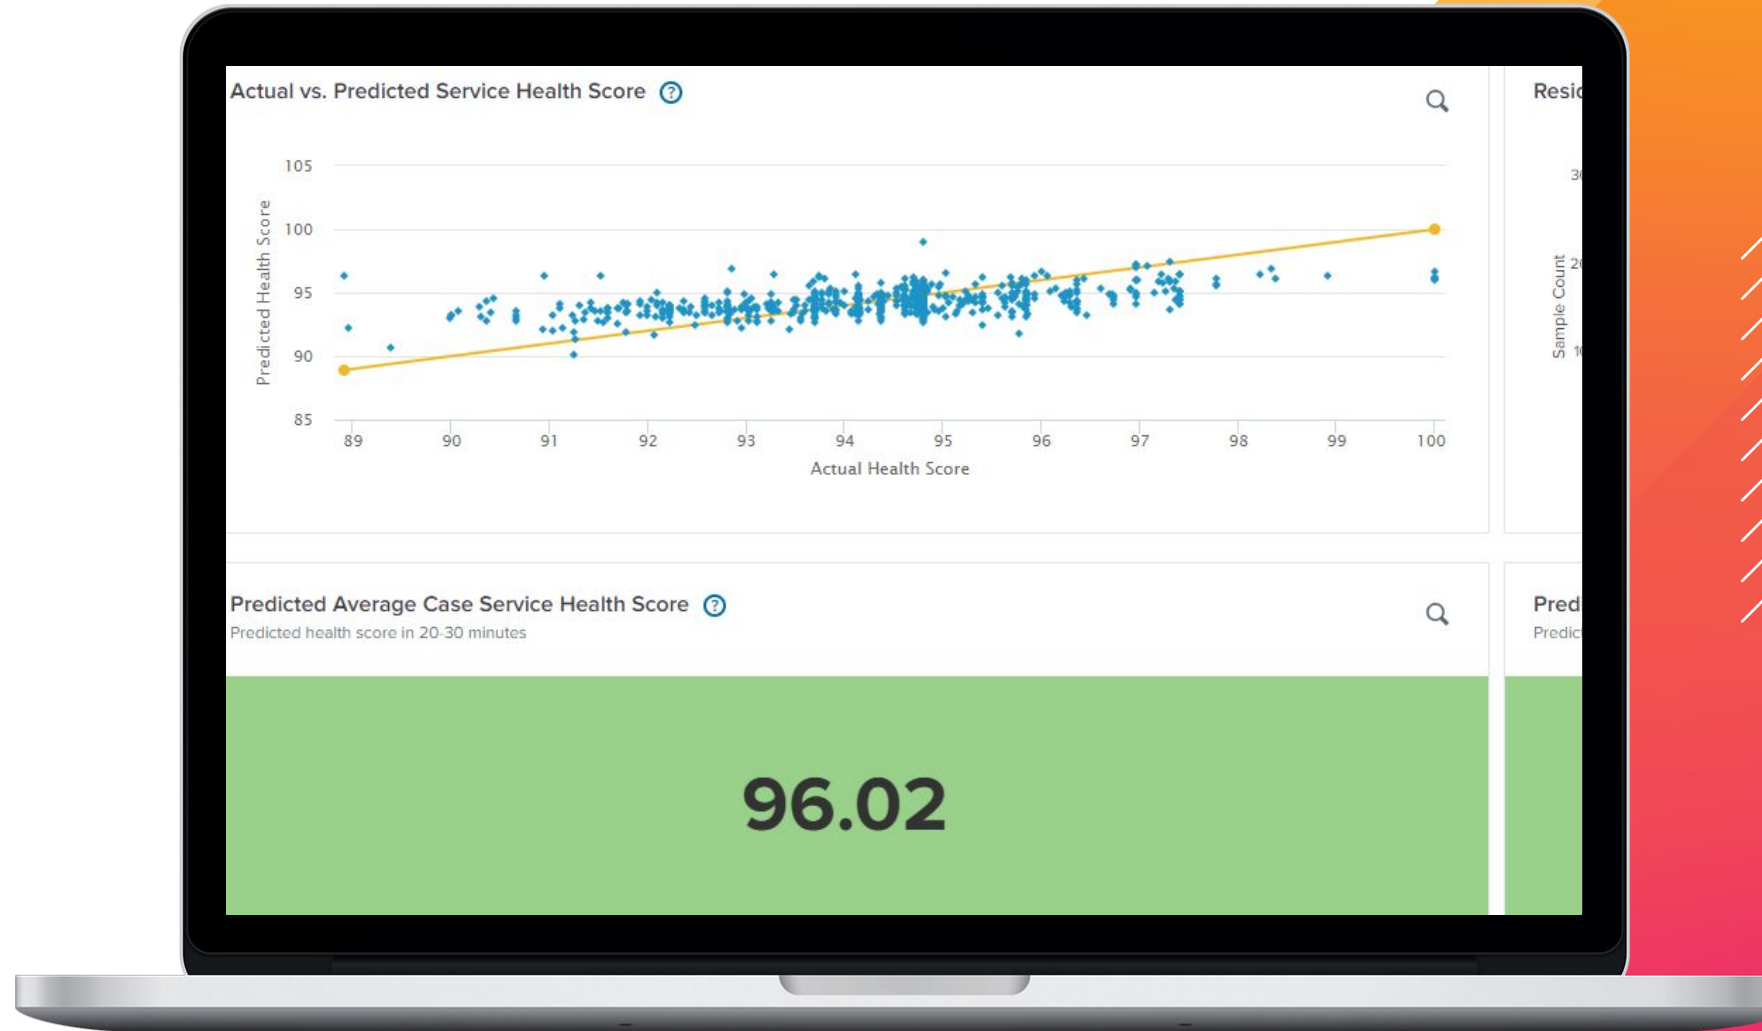 Actual vs. Predicted Service Health Score ?
105
100
95
90
85
Predicted Health Score
89 90 91 92 93 94 95 96 97 98 99 100
Actual Health Score
Sample Count
Predicted Average Case Service Health Score ?
Predicted health score in 20-30 minutes
96.02
Pred